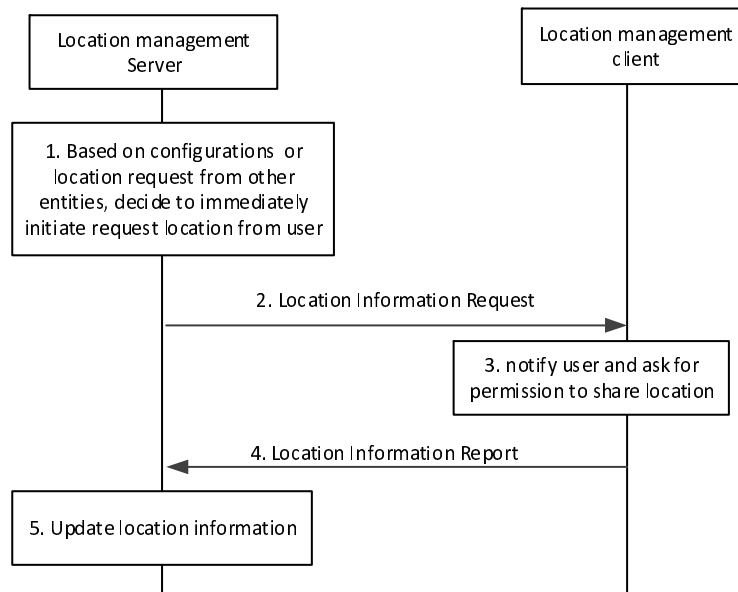 Location management
Server
Location management
client
1. Based on configurations or
location request from other
entities, decide to immediately
initiate request location from user
2. Location Information Request
3. notify user and ask for
permission to share location
4. Location Information Report
5. Update location information